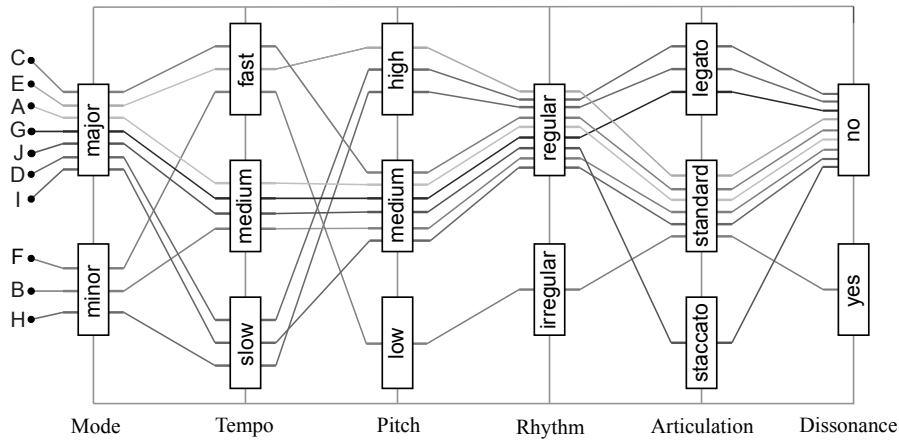 C
E
A
G
J
D
I
F
B
H
major
minor
fast
medium
slow
high
medium
low
regular
irregular
legato
standard
staccato
no
yes
Mode Tempo Pitch Rhythm Articulation Dissonance